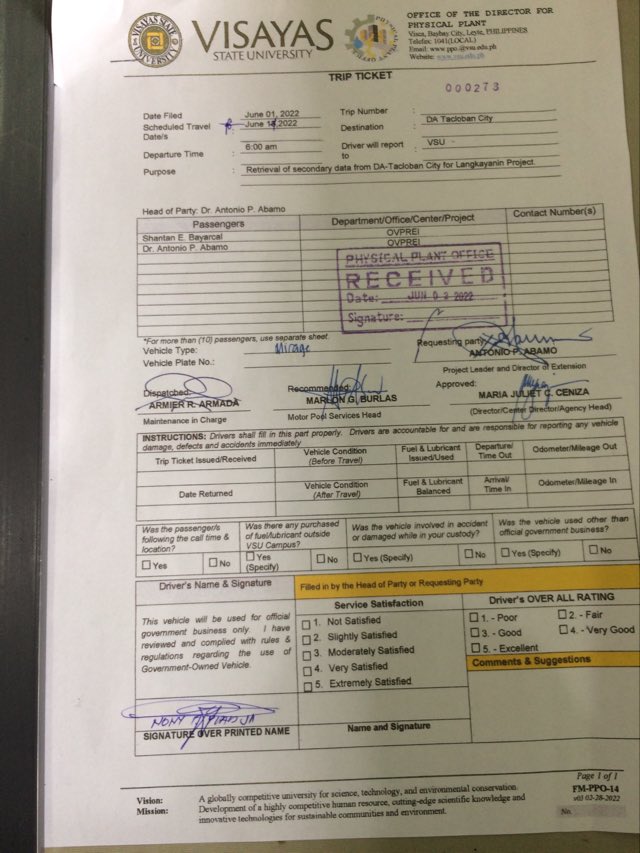 VISAYAS
STATE UNIVERSITY
OFFICE OF THE DIRECTOR FOR
PHYSICAL PLANT
Visca, Baybay City, Leyte, PHILIPPINES
Telefax: 1041(LOCAL)
Email: www.ppo.@vsu.edu.ph
Website: www.vsu.edu.ph
TRIP TICKET
000273
Date Filed : June 01, 2022
Trip Number :
Scheduled Travel Date/s : June 2022
Destination : DA Tacloban City
Departure Time : 6:00 am
Driver will report to : VSU
Purpose : Retrieval of secondary data from DA-Tacloban City for Langkayanin Project.
Head of Party: Dr. Antonio P. Abamo
Passengers Department/Office/Center/Project Contact Number(s)
Shantan E. Bayarcal OVPREI
Dr. Antonio P. Abamo OVPREI
PHYSICAL PLANT OFFICE
RECEIVED
Date: JUN 03 2022
Signature:
*For more than (10) passengers, use separate sheet.
Vehicle Type: Mirage
Vehicle Plate No.:
Requesting party:
ANTONIO P. ABAMO
Project Leader and Director of Extension
Dispatched: Recommended: Approved:
ARMIER R. ARMADA MARLON G. BURLAS MARIA JULIET C. CENIZA
Maintenance in Charge Motor Pool Services Head (Director/Center Director/Agency Head)
INSTRUCTIONS: Drivers shall fill in this part properly. Drivers are accountable for and are responsible for reporting any vehicle
damage, defects and accidents immediately
Trip Ticket Issued/Received Vehicle Condition (Before Travel) Fuel & Lubricant Issued/Used Departure/ Time Out Odometer/Mileage Out
Date Returned Vehicle Condition (After Travel) Fuel & Lubricant Balanced Arrival/ Time In Odometer/Mileage In
Was the passenger/s following the call time & location?
Yes No
Was there any purchased of fuel/lubricant outside VSU Campus?
Yes (Specify) No
Was the vehicle involved in accident or damaged while in your custody?
Yes (Specify) No
Was the vehicle used other than official government business?
Yes (Specify) No
Driver's Name & Signature
Filled in by the Head of Party or Requesting Party
This vehicle will be used for official
government business only. I have
reviewed and complied with rules &
regulations regarding the use of
Government-Owned Vehicle.
Service Satisfaction
1. Not Satisfied
2. Slightly Satisfied
3. Moderately Satisfied
4. Very Satisfied
5. Extremely Satisfied
Driver's OVER ALL RATING
1. - Poor 2. - Fair
3. - Good 4. - Very Good
5. - Excellent
Comments & Suggestions
NONY
SIGNATURE OVER PRINTED NAME
Name and Signature
Page 1 of 1
FM-PPO-14
v03 02-28-2022
No.
Vision: A globally competitive university for science, technology, and environmental conservation.
Mission: Development of a highly competitive human resource, cutting-edge scientific knowledge and
innovative technologies for sustainable communities and environment.